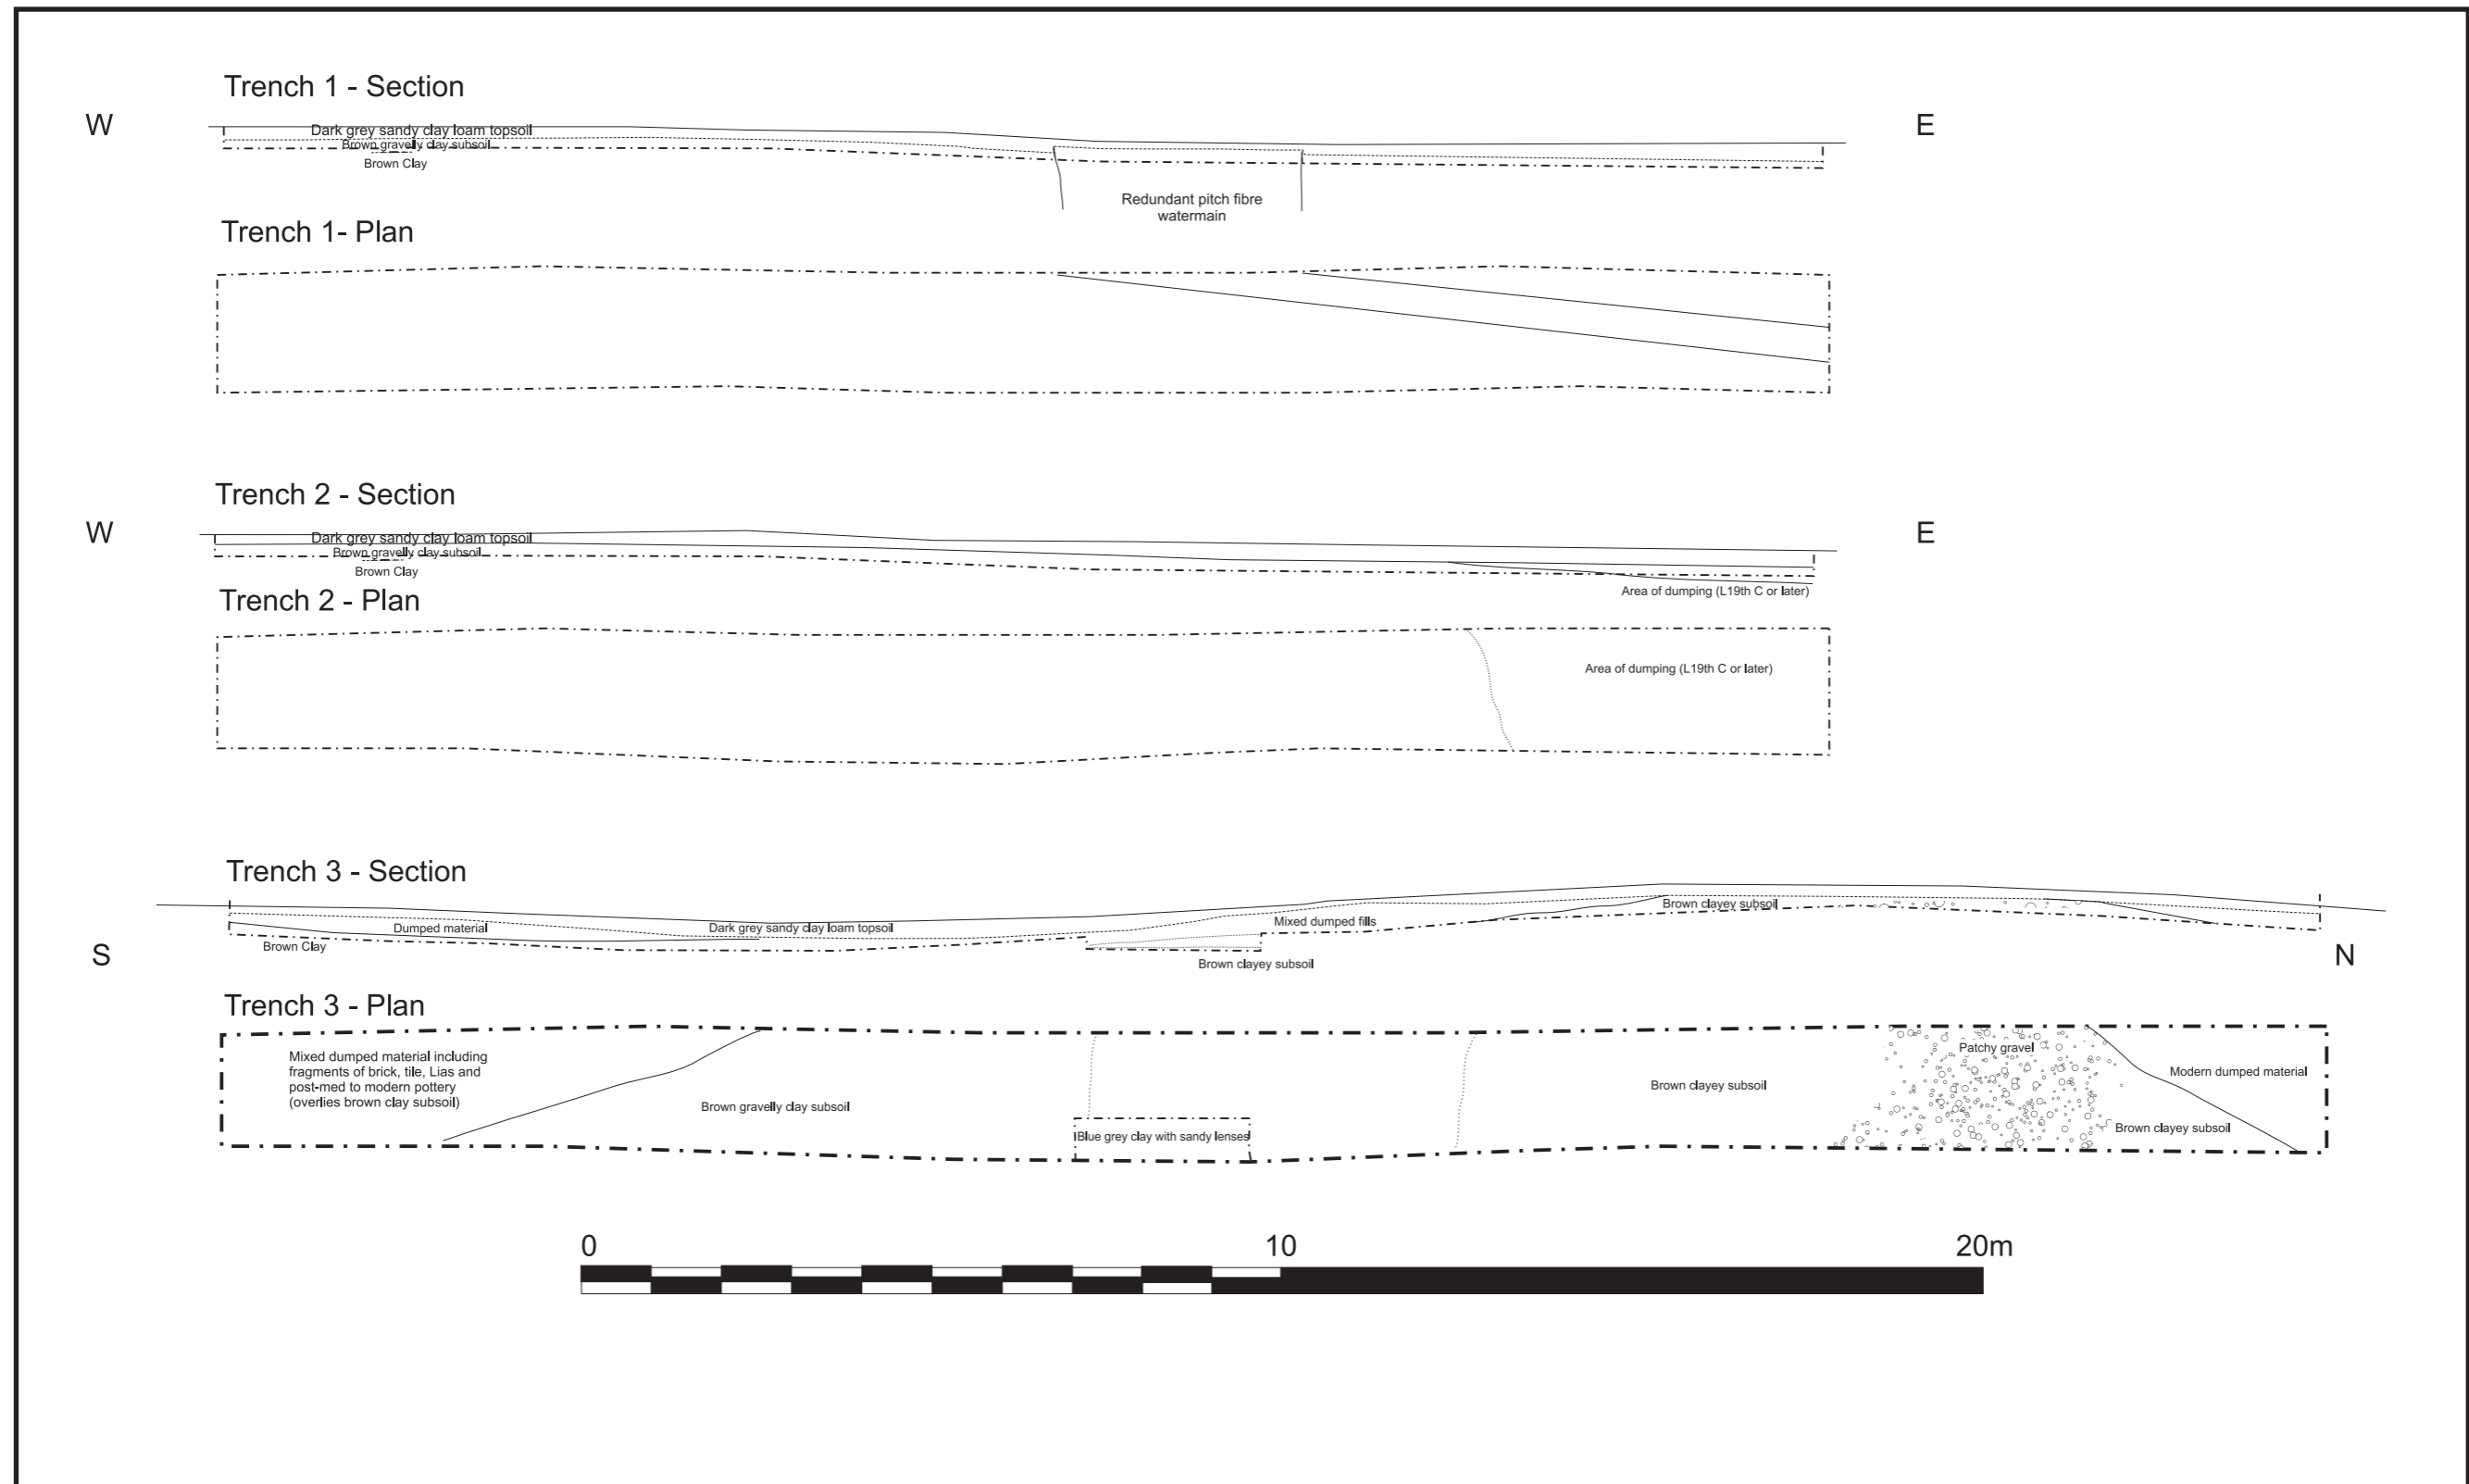 Trench 1 - Section
W
E
Dark grey sandy clay loam topsoil
Brown gravelly clay subsoil
Brown Clay
Redundant pitch fibre
watermain
Trench 1- Plan
Trench 2 - Section
W
E
Dark grey sandy clay loam topsoil
Brown gravelly clay subsoil
Brown Clay
Area of dumping (L19th C or later)
Trench 2 - Plan
Area of dumping (L19th C or later)
Trench 3 - Section
Brown clayey subsoil
Mixed dumped fills
Dumped material
Dark grey sandy clay loam topsoil
Brown Clay
S
Brown clayey subsoil
N
Trench 3 - Plan
Mixed dumped material including
fragments of brick, tile, Lias and
post-med to modern pottery
(overlies brown clay subsoil)
Brown gravelly clay subsoil
Blue grey clay with sandy lenses
Brown clayey subsoil
Patchy gravel
Modern dumped material
Brown clayey subsoil
0
10
20m